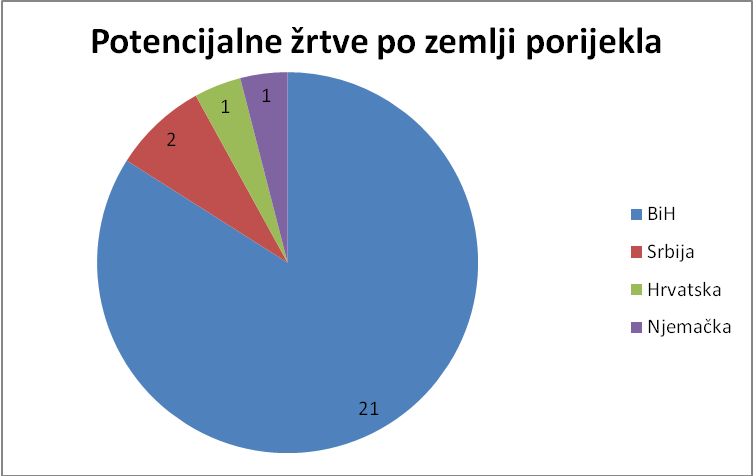 Potencijalne žrtve po zemlji porijekla
1
1
2
21
BiH
Srbija
Hrvatska
Njemačka